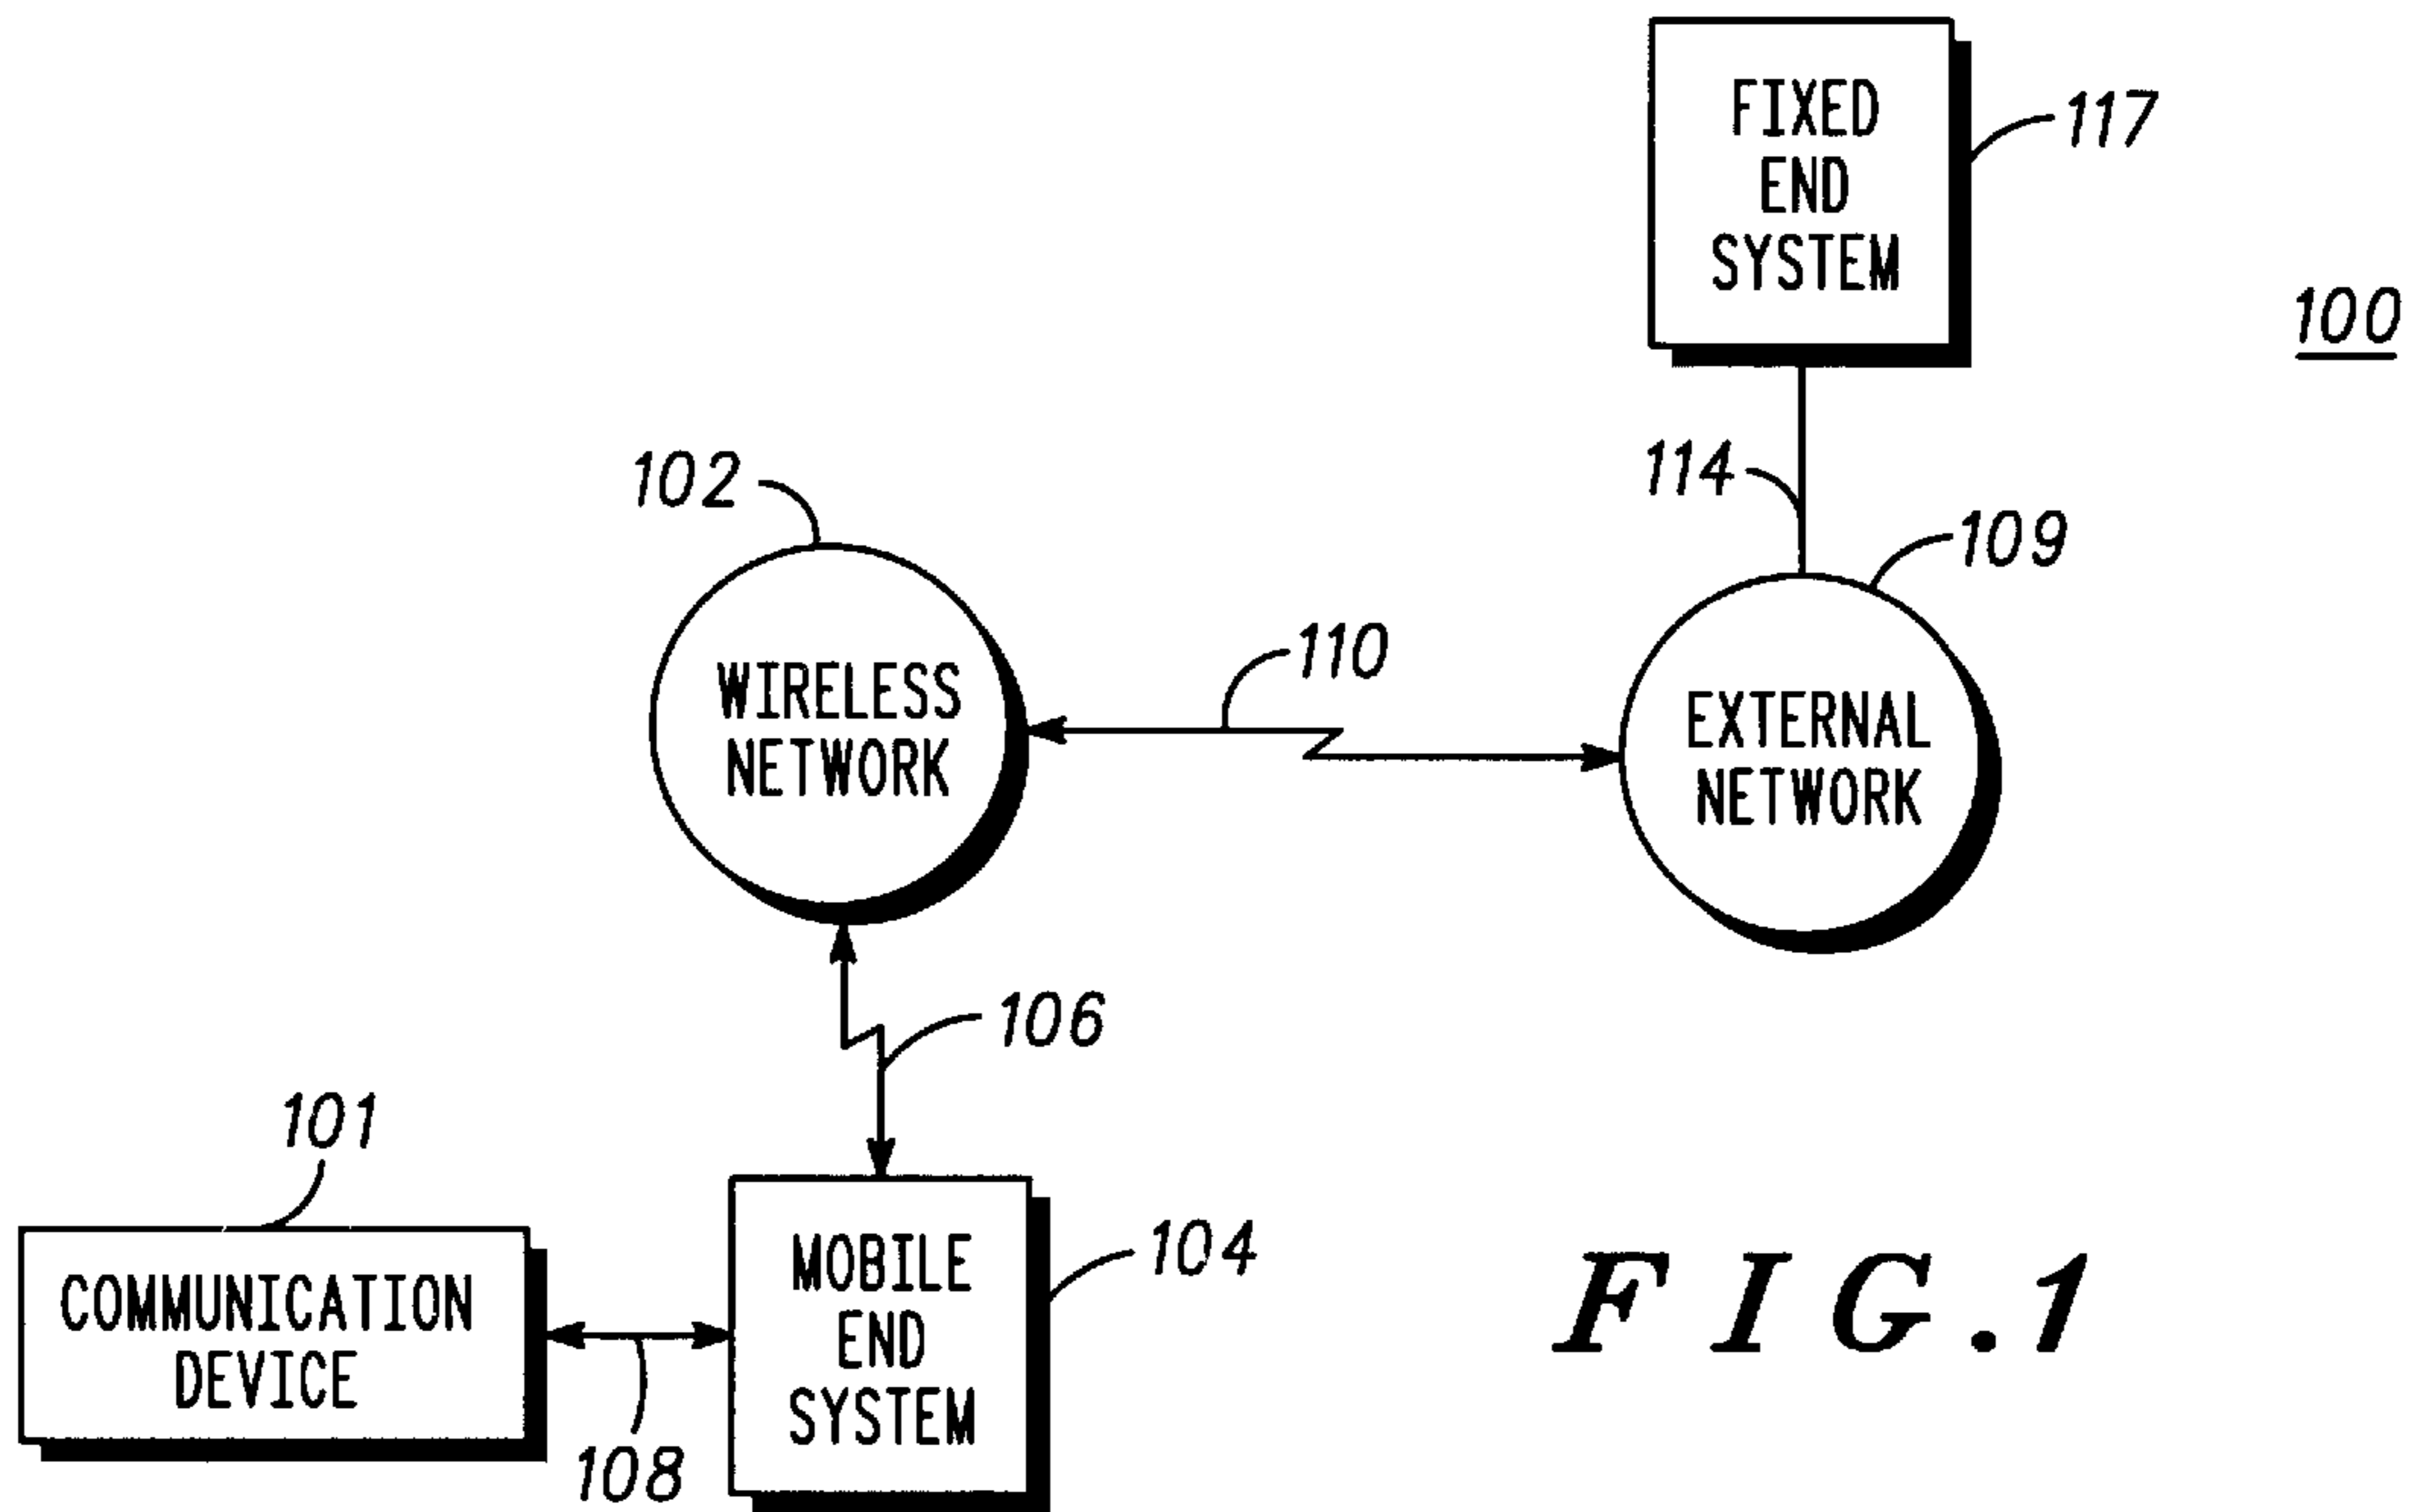 FIXED
END
SYSTEM
117
100
114
102
109
110
WIRELESS
NETWORK
EXTERNAL
NETWORK
106
101
MOBILE
END
SYSTEM
104
COMMUNICATION
DEVICE
108
FIG.1